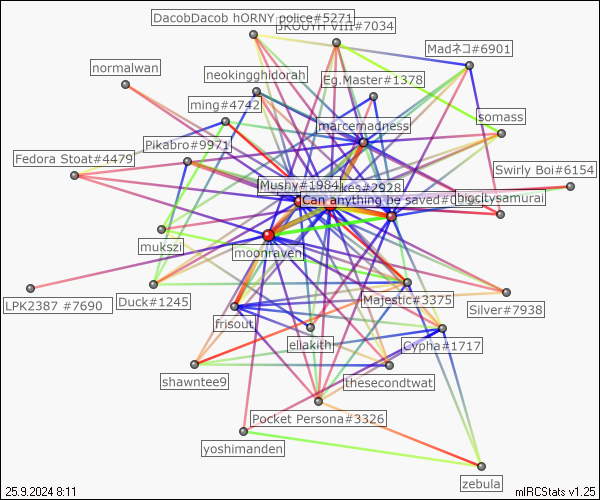 DacobDacob hORNY police#5271
JKOUYH VIII#7034
Madネコ#6901
normalwan
neokingghidorah
Eg.Master#1378
ming#4742
somass
marcemadness
Pikabro#9971
Fedora Stoat#4479
Swirly Boi#6154
Mushy#1984
kes#2928
bigcitysamurai
Can anything be saved#0
mukszi
moonraven
LPK2387 #7690
Duck#1245
Majestic#3375
Silver#7938
frisout
eliakith
Cypha#1717
shawntee9
thesecondtwat
Pocket Persona#3326
yoshimanden
zebula
25.9.2024 8:11
mIRCStats v1.25